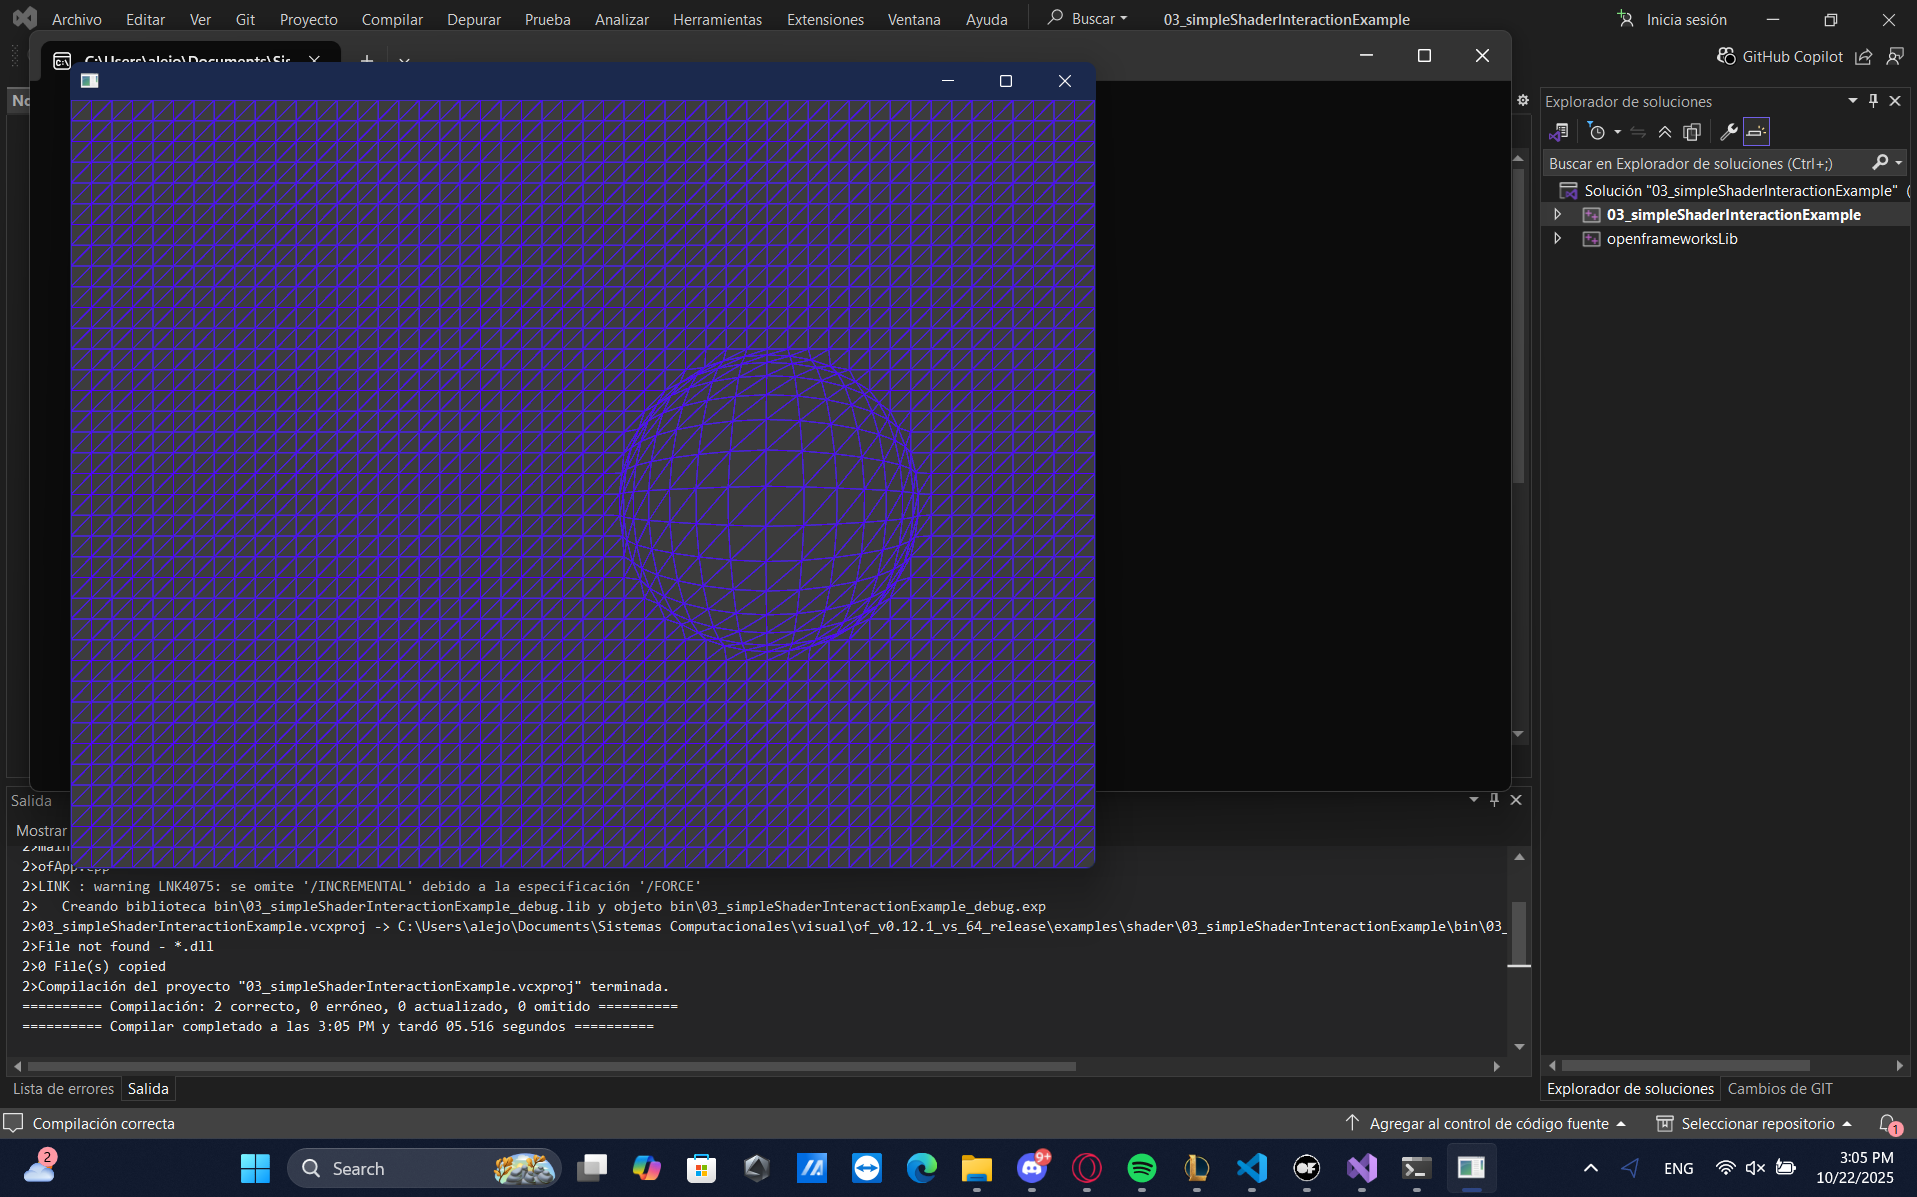 Archivo Editar Ver Git Proyecto Compilar Depurar Prueba Analizar Herramientas Extensiones Ventana Ayuda Buscar 03_simpleShaderInteractionExample Inicia sesión
C:\Users\alejo\Documents\Sis
GitHub Copilot
Explorador de soluciones
Buscar en Explorador de soluciones (Ctrl+;)
Solución "03_simpleShaderInteractionExample" (
03_simpleShaderInteractionExample
openframeworksLib
Salida
Mostrar
2>main
2>ofApp.cpp
2>LINK : warning LNK4075: se omite '/INCREMENTAL' debido a la especificación '/FORCE'
2>   Creando biblioteca bin\03_simpleShaderInteractionExample_debug.lib y objeto bin\03_simpleShaderInteractionExample_debug.exp
2>03_simpleShaderInteractionExample.vcxproj -> C:\Users\alejo\Documents\Sistemas Computacionales\visual\of_v0.12.1_vs_64_release\examples\shader\03_simpleShaderInteractionExample\bin\03_
2>File not found - *.dll
2>0 File(s) copied
2>Compilación del proyecto "03_simpleShaderInteractionExample.vcxproj" terminada.
========== Compilación: 2 correcto, 0 erróneo, 0 actualizado, 0 omitido ==========
========== Compilar completado a las 3:05 PM y tardó 05.516 segundos ==========
Lista de errores Salida
Explorador de soluciones Cambios de GIT
Compilación correcta
Agregar al control de código fuente Seleccionar repositorio 1
2
Search
9+
ENG
3:05 PM
10/22/2025